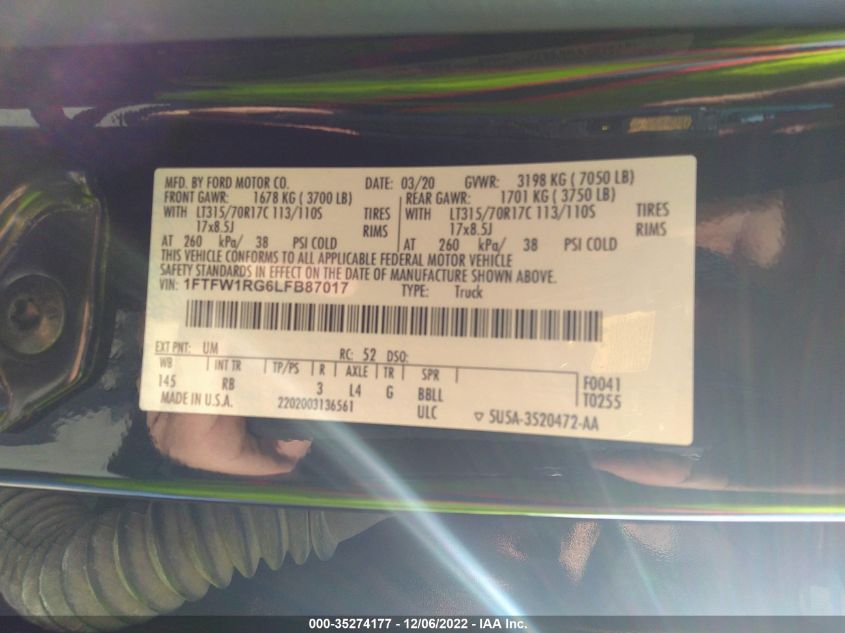 MFD. BY FORD MOTOR CO. DATE: 03/20 GVWR: 3198 KG ( 7050 LB)
FRONT GAWR: 1678 KG ( 3700 LB) REAR GAWR: 1701 KG ( 3750 LB)
WITH LT315/70R17C 113/110S TIRES WITH LT315/70R17C 113/110S TIRES
17x8.5J RIMS 17x8.5J RIMS
AT 260 kPa/ 38 PSI COLD AT 260 kPa/ 38 PSI COLD
THIS VEHICLE CONFORMS TO ALL APPLICABLE FEDERAL MOTOR VEHICLE
SAFETY STANDARDS IN EFFECT ON THE DATE OF MANUFACTURE SHOWN ABOVE.
VIN: 1FTFW1RG6LFB87017 TYPE: Truck
EXT PNT: UM RC: 52 DSO:
WB INT TR TP/PS R AXLE TR SPR F0041
145 RB 3 L4 G BBLL T0255
MADE IN U.S.A. 2202003136561 ULC ▽ 5U5A-3520472-AA
000-35274177 - 12/06/2022 - IAA Inc.